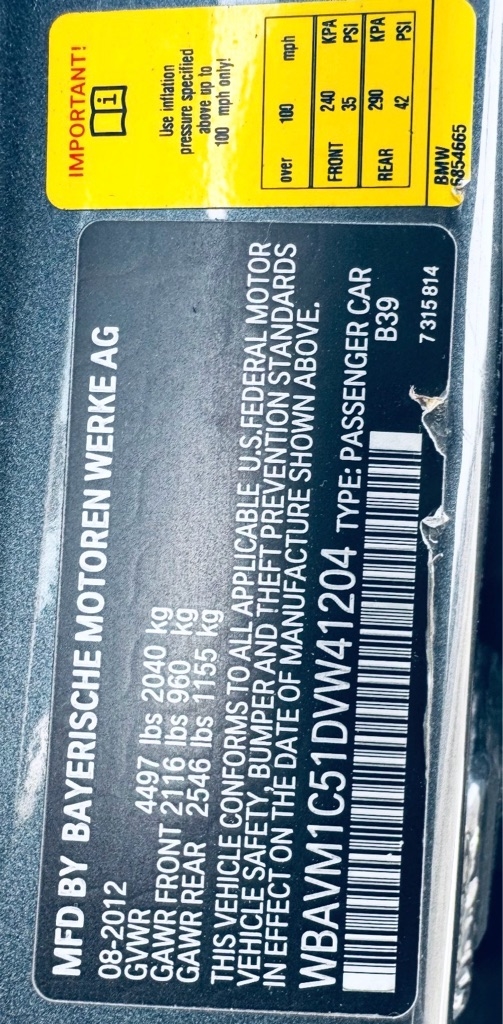 MFD BY BAYERISCHE MOTOREN WERKE AG
08-2012
GVWR 4497 lbs 2040 kg
GAWR FRONT 2116 lbs 960 kg
GAWR REAR 2546 lbs 1155 kg
THIS VEHICLE CONFORMS TO ALL APPLICABLE U.S.FEDERAL MOTOR
VEHICLE SAFETY, BUMPER AND THEFT PREVENTION STANDARDS
IN EFFECT ON THE DATE OF MANUFACTURE SHOWN ABOVE.
WBAVM1C51DVW41204 TYPE: PASSENGER CAR
B39
7 315 814
IMPORTANT!
Use inflation
pressure specified
above up to
100 mph only!
over 100 mph
FRONT 240 KPA
35 PSI
REAR 290 KPA
42 PSI
BMW
6854665